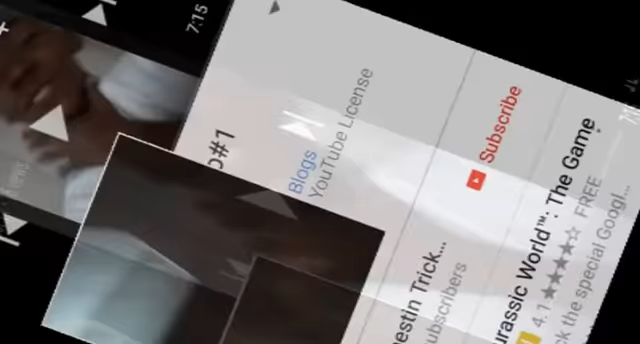 7:15
p#1
Blogs
YouTube License
Subscribe
estin Trick...
ubscribers
urassic World™: The Game
4.1 ★★★★☆ FREE
ck the special Googl...